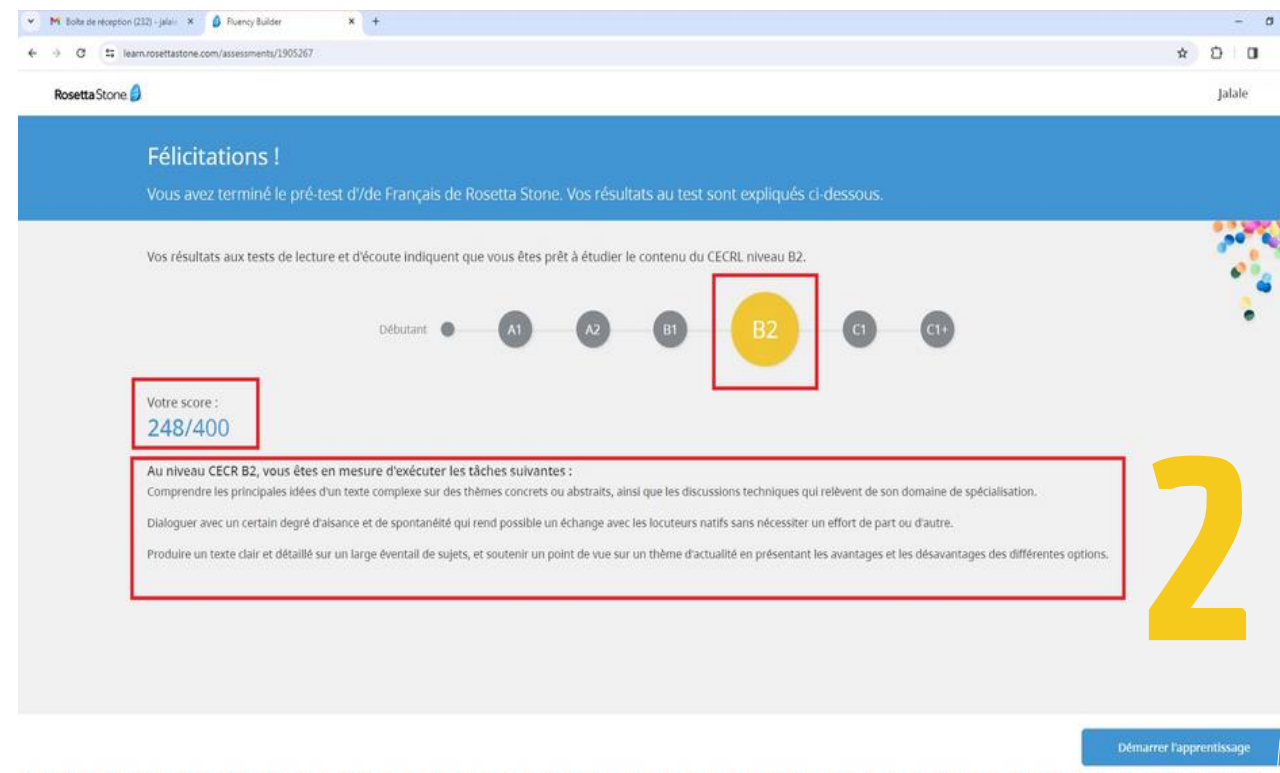 Boîte de réception (232) - jalale
Fluency Builder
learn.rosettastone.com/assessments/1905267
RosettaStone
Jalale
Félicitations !
Vous avez terminé le pré-test d'/de Français de Rosetta Stone. Vos résultats au test sont expliqués ci-dessous.
Vos résultats aux tests de lecture et d'écoute indiquent que vous êtes prêt à étudier le contenu du CECRL niveau B2.
Débutant A1 A2 B1 B2 C1 C1+
Votre score :
248/400
Au niveau CECR B2, vous êtes en mesure d'exécuter les tâches suivantes :
Comprendre les principales idées d'un texte complexe sur des thèmes concrets ou abstraits, ainsi que les discussions techniques qui relèvent de son domaine de spécialisation.
Dialoguer avec un certain degré d'aisance et de spontanéité qui rend possible un échange avec les locuteurs natifs sans nécessiter un effort de part ou d'autre.
Produire un texte clair et détaillé sur un large éventail de sujets, et soutenir un point de vue sur un thème d'actualité en présentant les avantages et les désavantages des différentes options.
2
Démarrer l'apprentissage